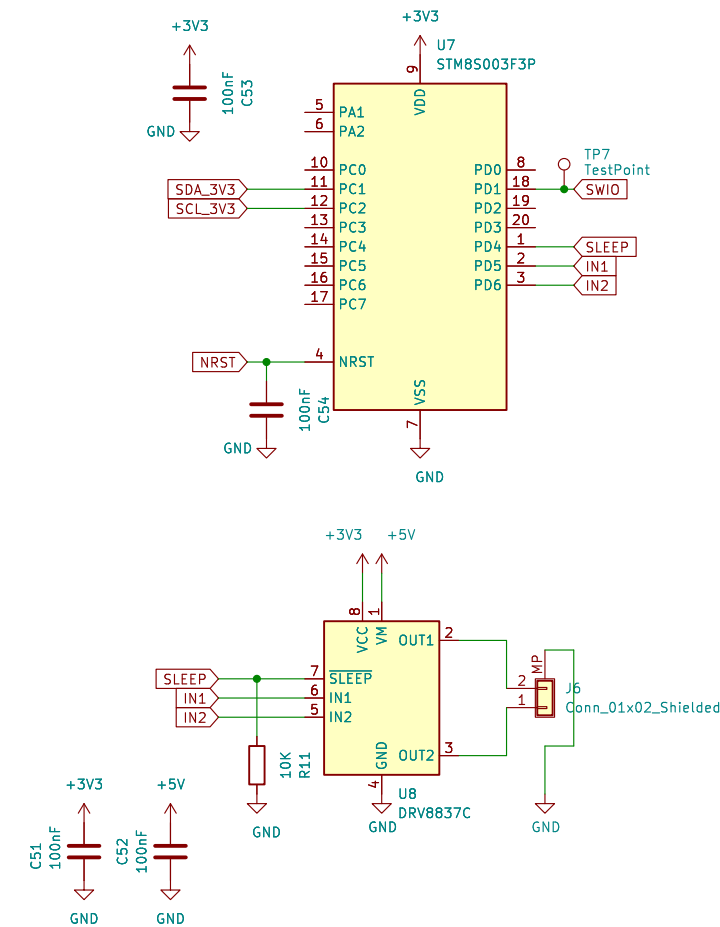 +3V3
100nF
C53
GND
+3V3
U7
STM8S003F3P
9
VDD
5
PA1
6
PA2
10
PC0
SDA_3V3
11
PC1
SCL_3V3
12
PC2
13
PC3
14
PC4
15
PC5
16
PC6
17
PC7
NRST
4
NRST
100nF
C54
GND
VSS
7
GND
PD0
8
PD1
18
TP7
TestPoint
SWIO
PD2
19
PD3
20
PD4
1
SLEEP
PD5
2
IN1
PD6
3
IN2
+3V3
+5V
8
1
VCC
VM
OUT1
2
SLEEP
7
SLEEP
IN1
6
IN1
IN2
5
IN2
10K
R11
GND
GND
4
GND
OUT2
3
U8
DRV8837C
MP
2
1
J6
Conn_01x02_Shielded
GND
+3V3
C51
100nF
GND
+5V
C52
100nF
GND